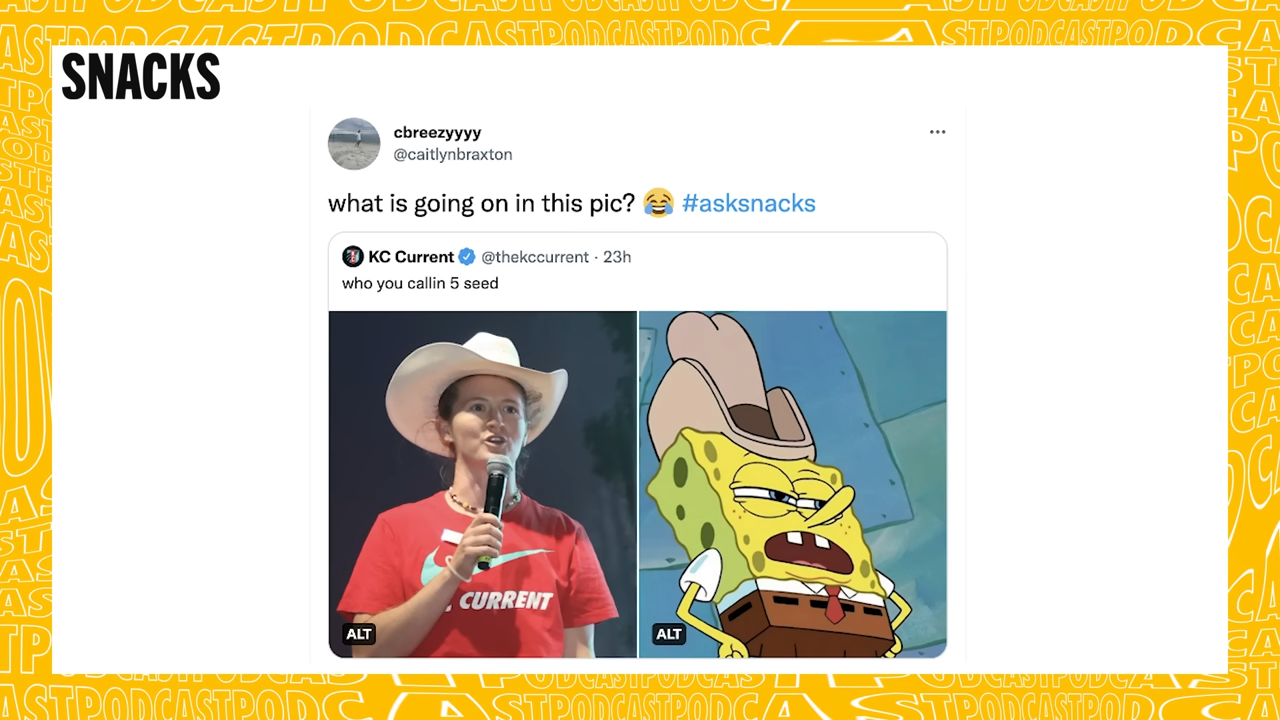 SNACKS
cbreezyyyy
@caitlynbraxton
what is going on in this pic? 😂 #asksnacks
KC Current @thekccurrent · 23h
who you callin 5 seed
CURRENT
ALT
ALT